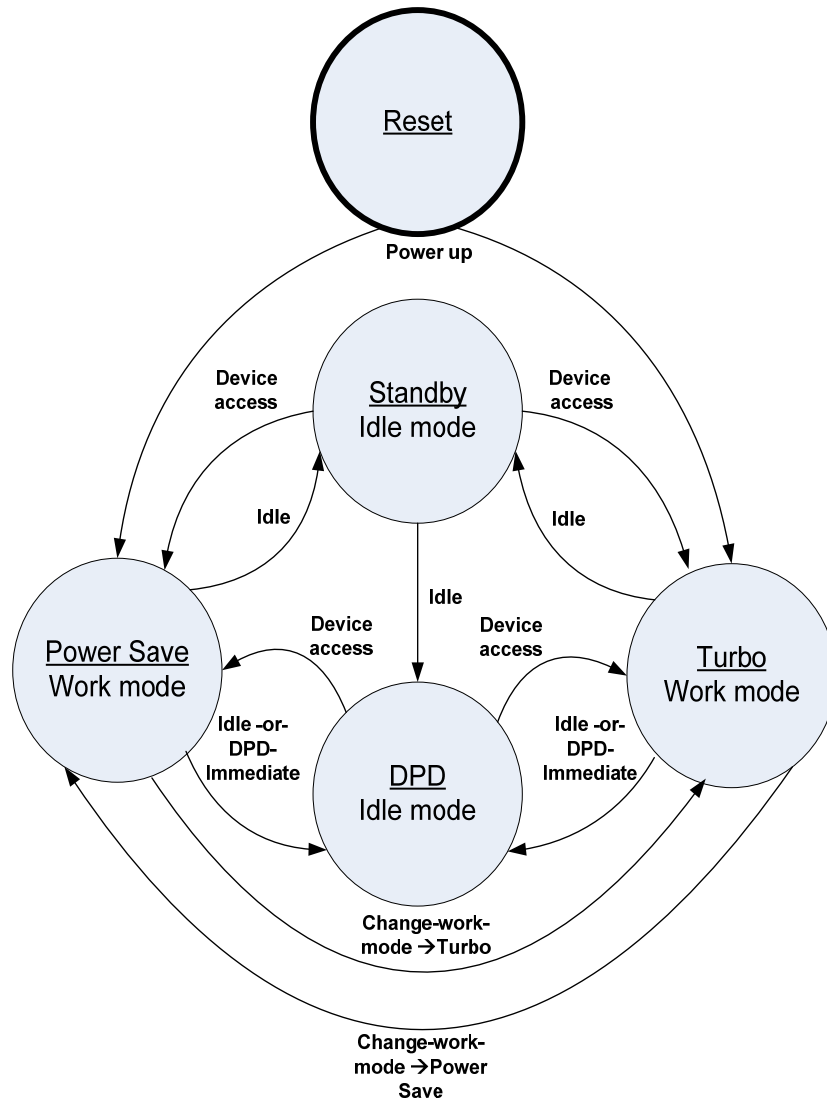 Reset
Power up
Device
access
Standby
Idle mode
Device
access
Idle
Idle
Idle
Device
access
Device
access
Power Save
Work mode
Turbo
Work mode
Idle -or-
DPD-
Immediate
DPD
Idle mode
Idle -or-
DPD-
Immediate
Change-work-
mode →Turbo
Change-work-
mode →Power
Save